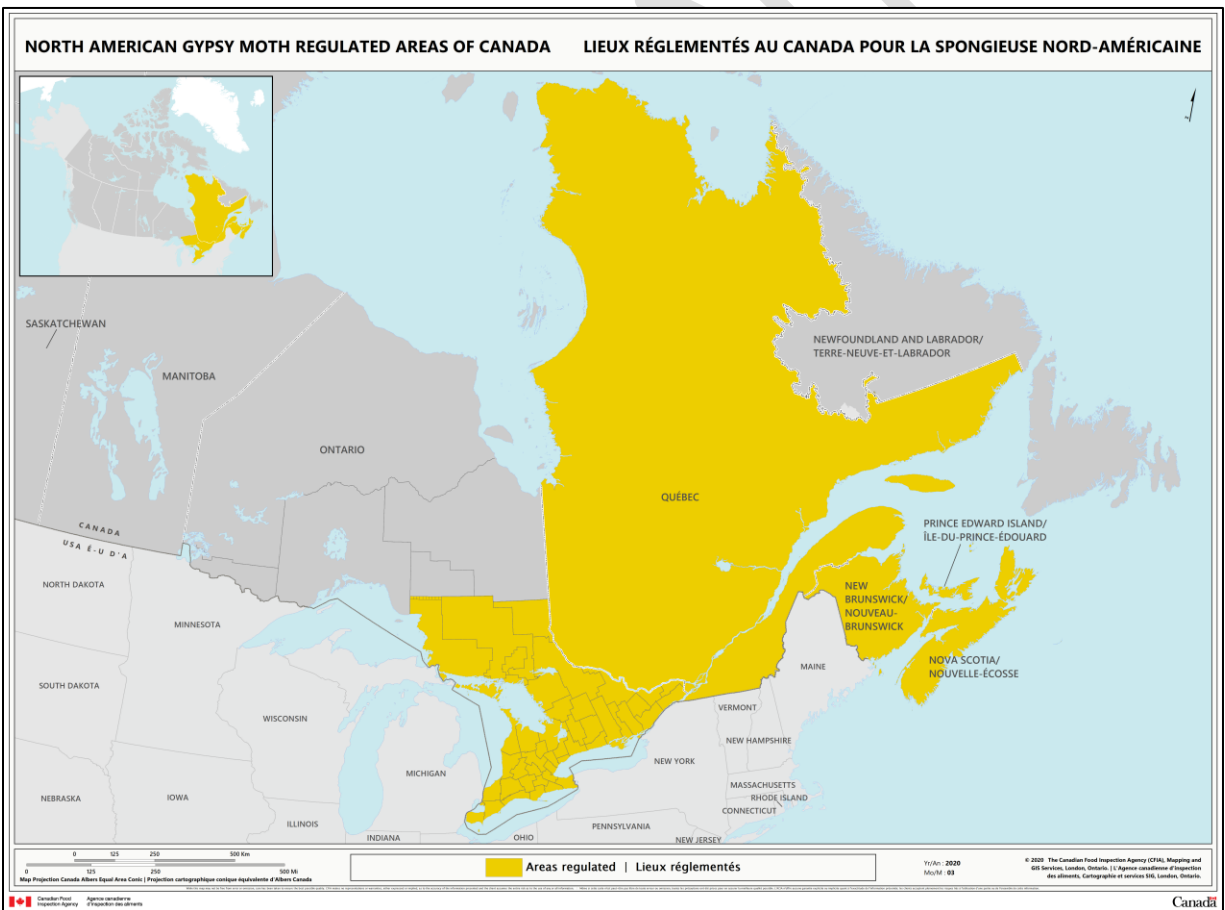 NORTH AMERICAN GYPSY MOTH REGULATED AREAS OF CANADA
LIEUX RÉGLEMENTÉS AU CANADA POUR LA SPONGIEUSE NORD-AMÉRICAINE
SASKATCHEWAN
MANITOBA
ONTARIO
QUÉBEC
NEWFOUNDLAND AND LABRADOR/
TERRE-NEUVE-ET-LABRADOR
PRINCE EDWARD ISLAND/
ÎLE-DU-PRINCE-ÉDOUARD
NEW
BRUNSWICK/
NOUVEAU-
BRUNSWICK
NOVA SCOTIA/
NOUVELLE-ÉCOSSE
CANADA
USA É-U D'A
NORTH DAKOTA
MINNESOTA
SOUTH DAKOTA
WISCONSIN
MICHIGAN
NEBRASKA
IOWA
ILLINOIS
INDIANA
OHIO
PENNSYLVANIA
NEW JERSEY
NEW YORK
VERMONT
NEW HAMPSHIRE
MAINE
MASSACHUSETTS
RHODE ISLAND
CONNECTICUT
0 125 250 500 Km
0 125 250 500 Mi
Map Projection Canada Albers Equal Area Conic | Projection cartographique conique équivalente d'Albers Canada
Areas regulated | Lieux réglementés
Yr/An : 2020
Mo/M : 03
© 2020 The Canadian Food Inspection Agency (CFIA), Mapping and
GIS Services, London, Ontario. | L'Agence canadienne d'inspection
des aliments, Cartographie et services SIG, London, Ontario.
Canadian Food
Inspection Agency
Agence canadienne
d'inspection des aliments
Canada